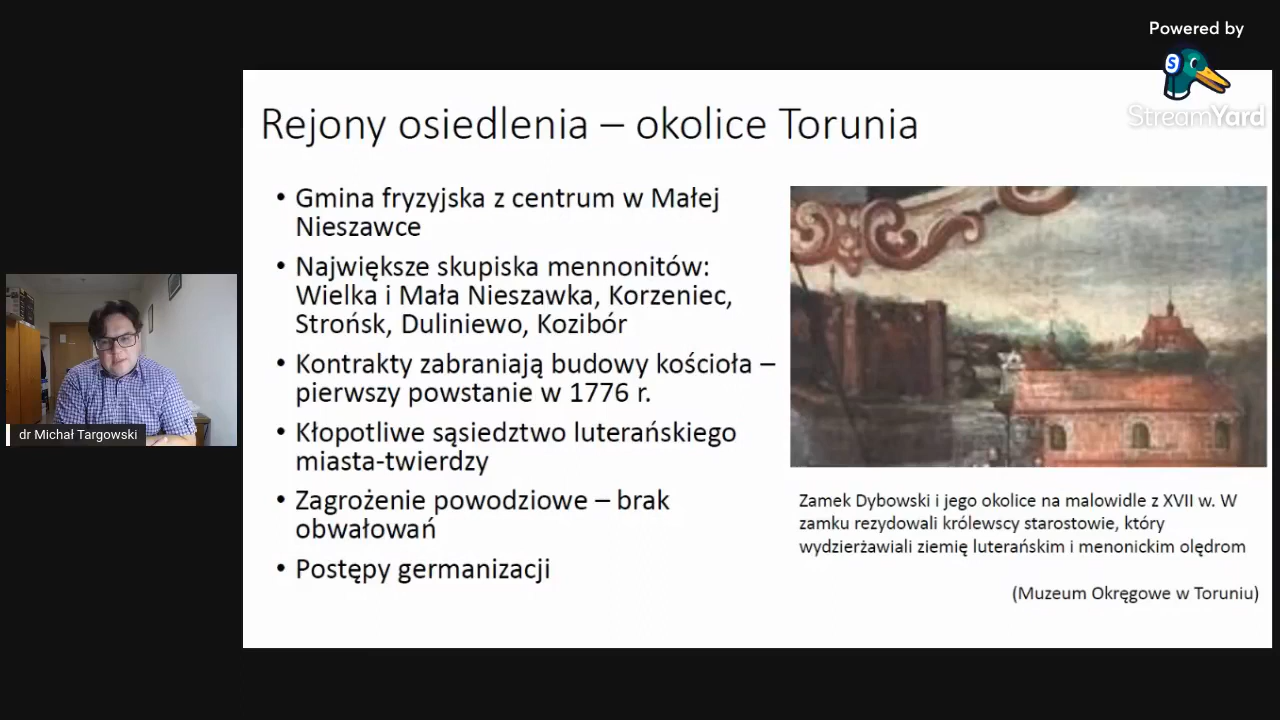 Powered by
StreamYard
Rejony osiedlenia – okolice Torunia
• Gmina fryzyjska z centrum w Małej
Nieszawce
• Największe skupiska mennonitów:
Wielka i Mała Nieszawka, Korzeniec,
Strońsk, Duliniewo, Kozibór
• Kontrakty zabraniają budowy kościoła –
pierwszy powstanie w 1776 r.
• Kłopotliwe sąsiedztwo luterańskiego
miasta-twierdzy
• Zagrożenie powodziowe – brak
obwałowań
• Postępy germanizacji
Zamek Dybowski i jego okolice na malowidle z XVII w. W
zamku rezydowali królewscy starostowie, który
wydzierżawiali ziemię luterańskim i menonickim olędrom
(Muzeum Okręgowe w Toruniu)
dr Michał Targowski